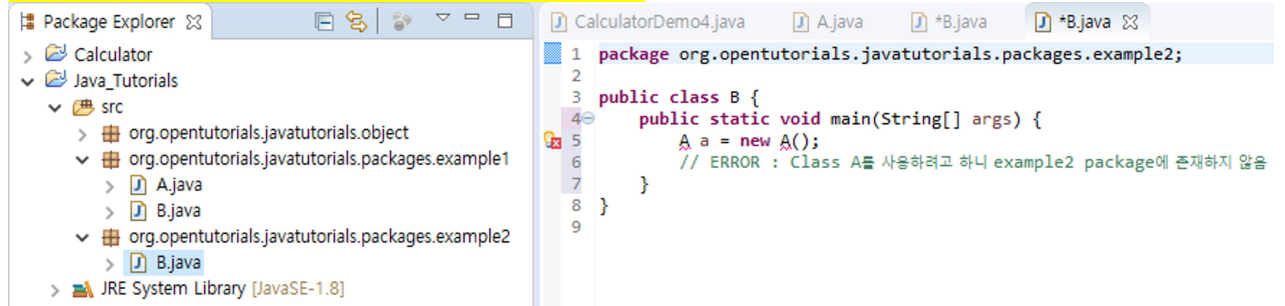 Package Explorer
Calculator
Java_Tutorials
src
org.opentutorials.javatutorials.object
org.opentutorials.javatutorials.packages.example1
A.java
B.java
org.opentutorials.javatutorials.packages.example2
B.java
JRE System Library [JavaSE-1.8]
CalculatorDemo4.java A.java *B.java *B.java
1 package org.opentutorials.javatutorials.packages.example2;
2
3 public class B {
4 public static void main(String[] args) {
5 A a = new A();
6 // ERROR : Class A를 사용하려고 하니 example2 package에 존재하지 않음
7 }
8 }
9